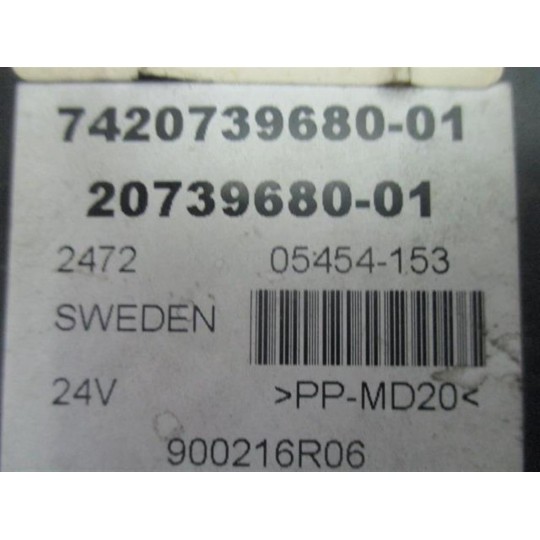 7420739680-01
20739680-01
2472 05454-153
SWEDEN
24V >PP-MD20<
900216R06